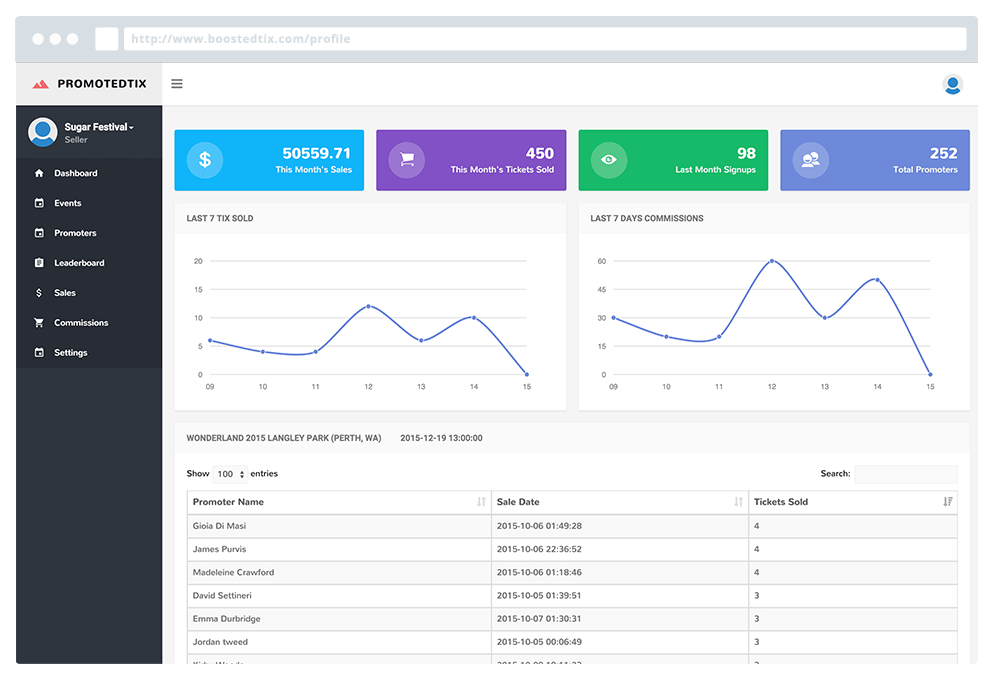 http://www.boostedtix.com/profile
PROMOTEDTIX
Sugar Festival
Seller
Dashboard
Events
Promoters
Leaderboard
Sales
Commissions
Settings
50559.71
This Month's Sales
450
This Month's Tickets Sold
98
Last Month Signups
252
Total Promoters
LAST 7 TIX SOLD
20
15
10
5
0
09 10 11 12 13 14 15
LAST 7 DAYS COMMISSIONS
60
45
30
15
0
09 10 11 12 13 14 15
WONDERLAND 2015 LANGLEY PARK (PERTH, WA) 2015-12-19 13:00:00
Show 100 entries Search:
Promoter Name Sale Date Tickets Sold
Gioia Di Masi 2015-10-06 01:49:28 4
James Purvis 2015-10-06 22:36:52 4
Madeleine Crawford 2015-10-06 01:18:46 4
David Settineri 2015-10-05 01:39:51 3
Emma Durbridge 2015-10-07 01:30:31 3
Jordan tweed 2015-10-05 00:06:49 3